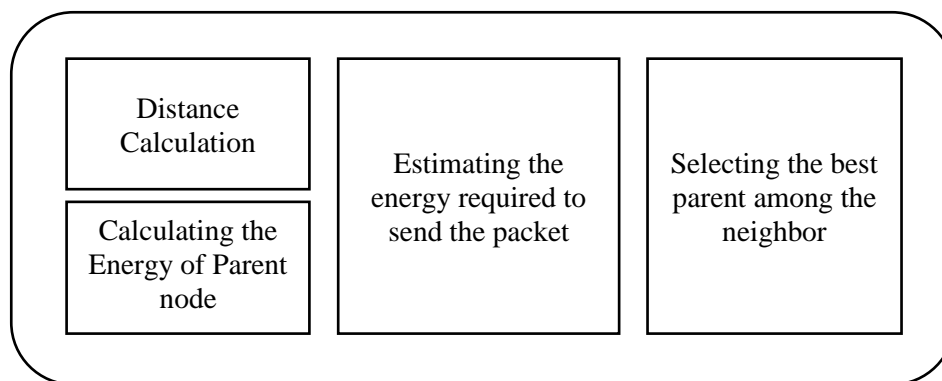 Distance
Calculation
Calculating the
Energy of Parent
node
Estimating the
energy required to
send the packet
Selecting the best
parent among the
neighbor